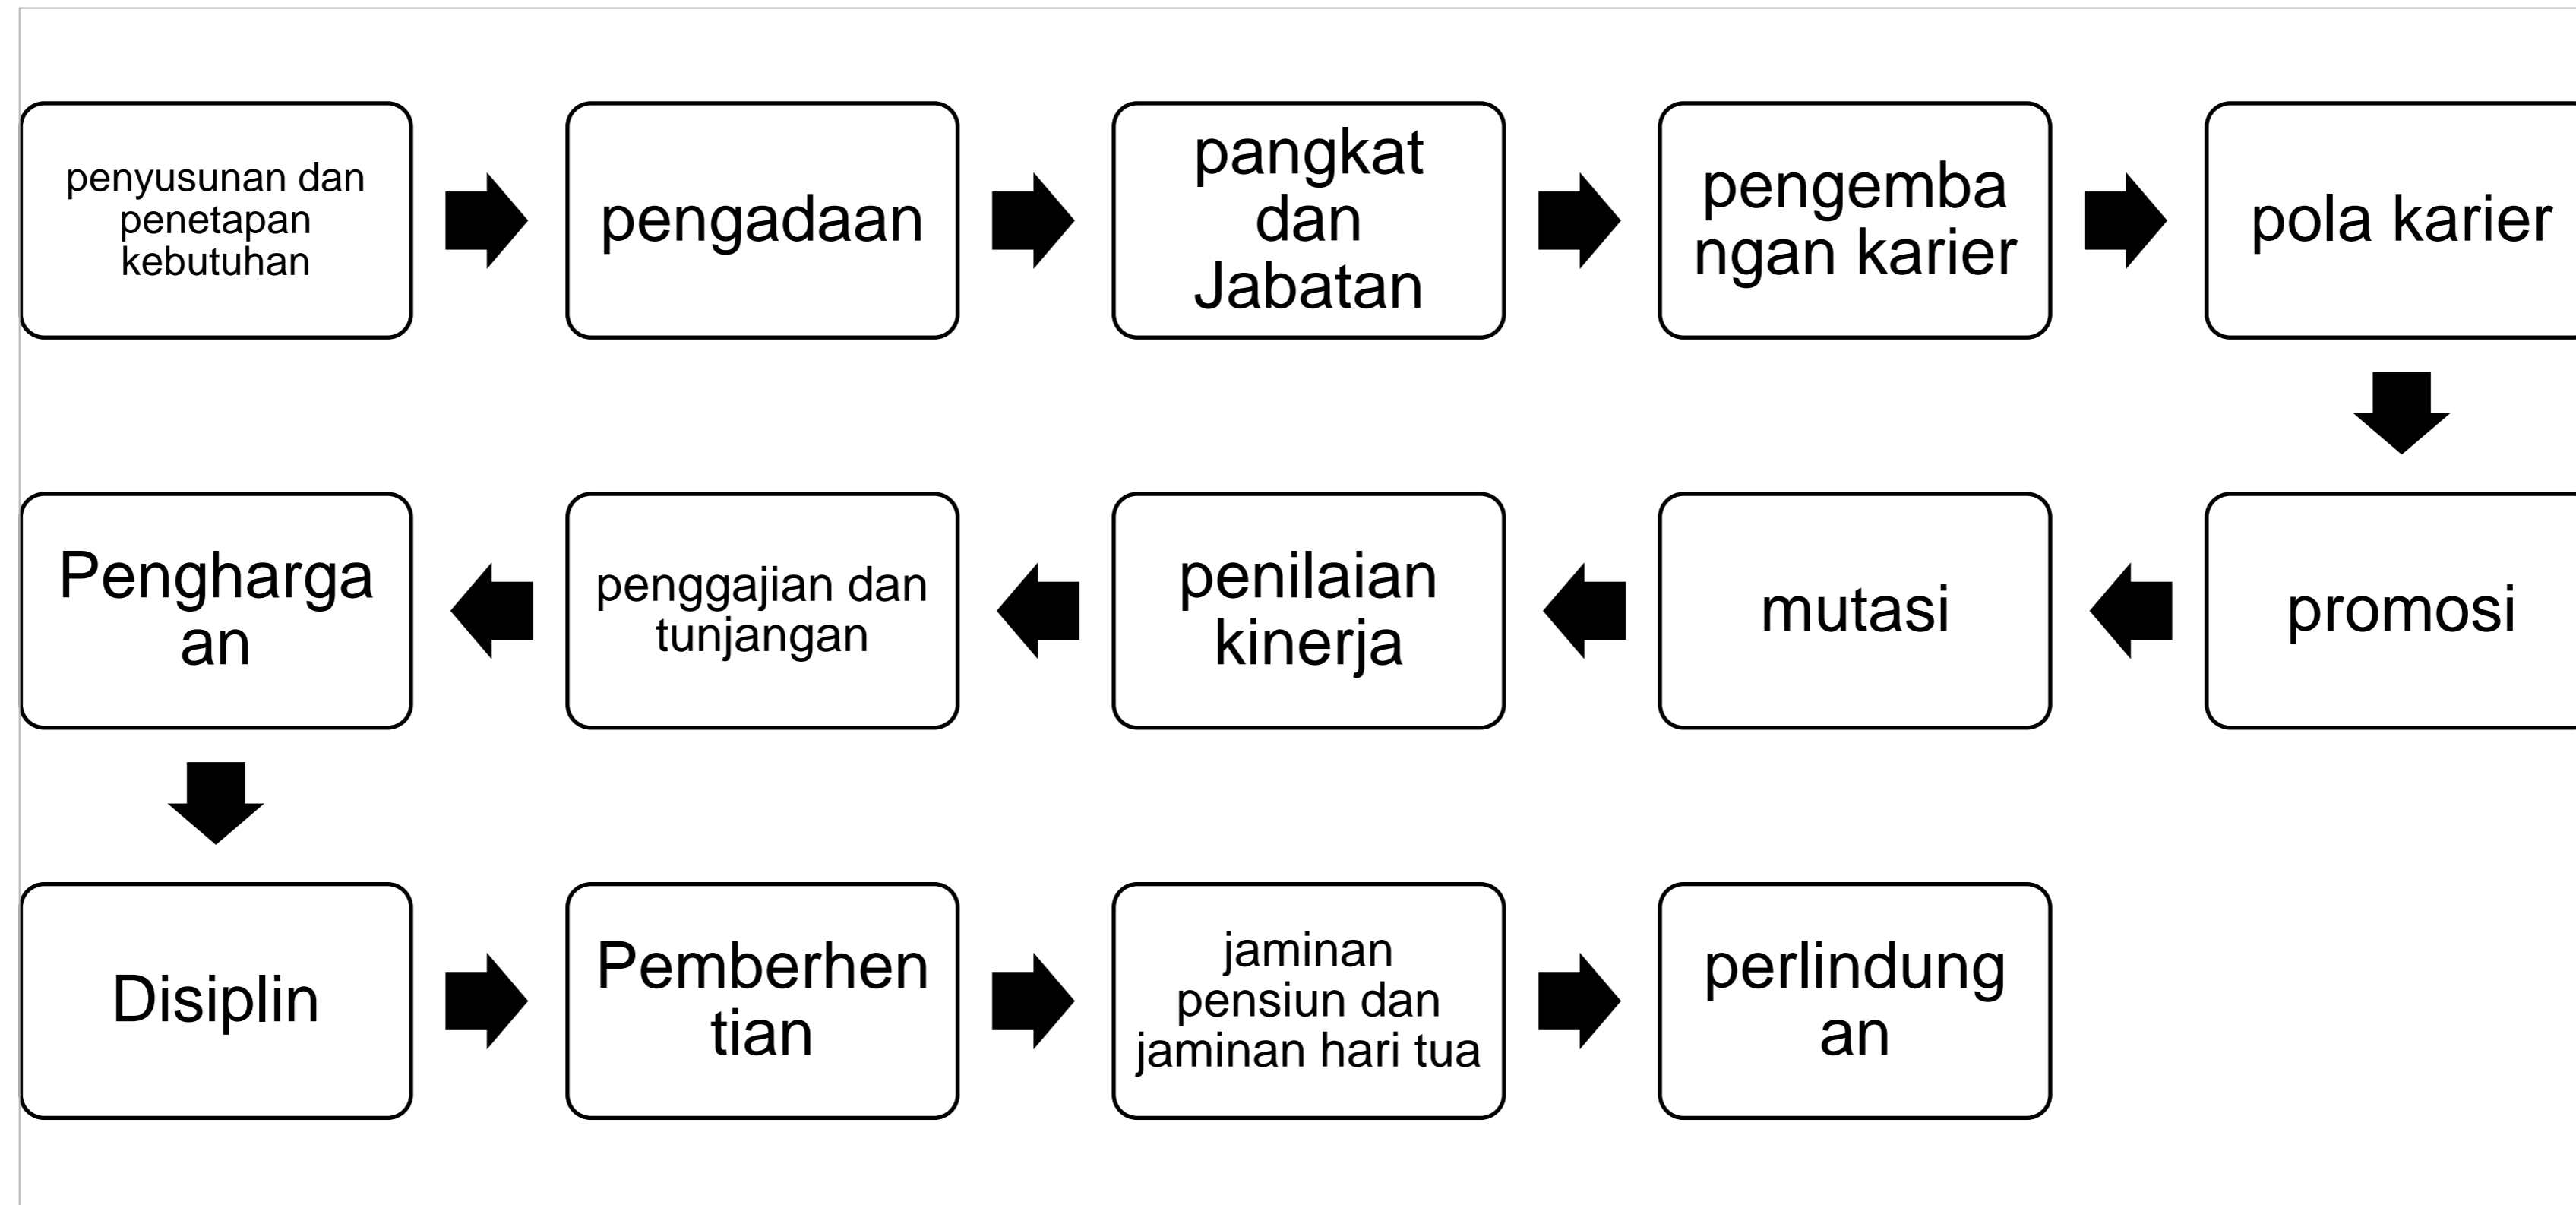 penyusunan dan
penetapan
kebutuhan
pengadaan
pangkat
dan
Jabatan
pengemba
ngan karier
pola karier
promosi
mutasi
penilaian
kinerja
penggajian dan
tunjangan
Pengharga
an
Disiplin
Pemberhen
tian
jaminan
pensiun dan
jaminan hari tua
perlindung
an